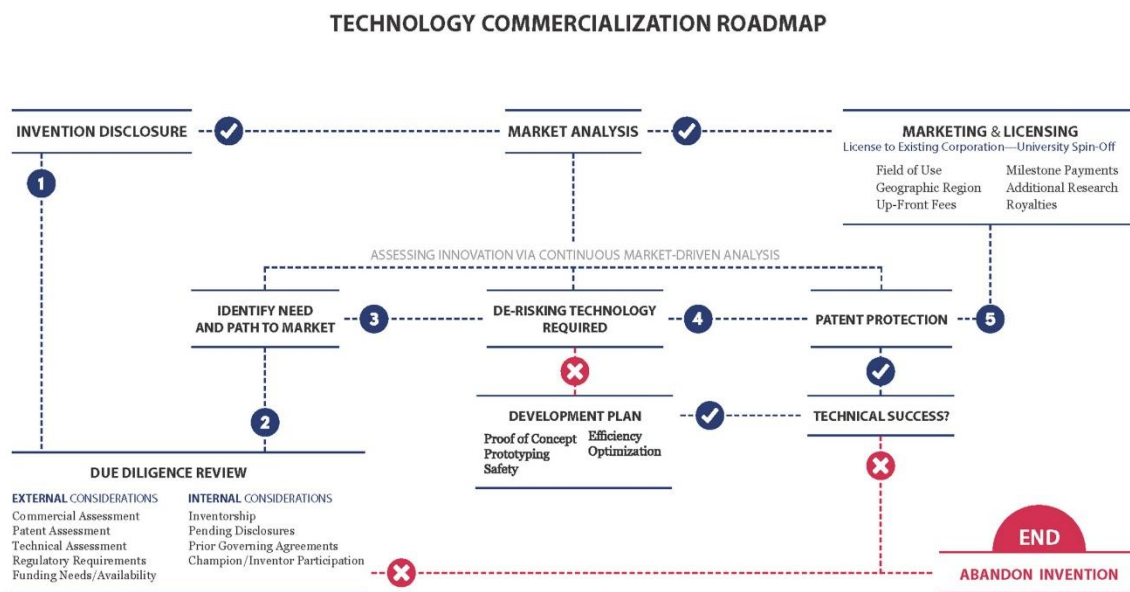 TECHNOLOGY COMMERCIALIZATION ROADMAP
INVENTION DISCLOSURE
MARKET ANALYSIS
MARKETING & LICENSING
License to Existing Corporation—University Spin-Off
Field of Use
Geographic Region
Up-Front Fees
Milestone Payments
Additional Research
Royalties
1
ASSESSING INNOVATION VIA CONTINUOUS MARKET-DRIVEN ANALYSIS
IDENTIFY NEED
AND PATH TO MARKET
3
DE-RISKING TECHNOLOGY
REQUIRED
4
PATENT PROTECTION
5
2
DEVELOPMENT PLAN
Proof of Concept
Prototyping
Safety
Efficiency
Optimization
TECHNICAL SUCCESS?
DUE DILIGENCE REVIEW
EXTERNAL CONSIDERATIONS
Commercial Assessment
Patent Assessment
Technical Assessment
Regulatory Requirements
Funding Needs/Availability
INTERNAL CONSIDERATIONS
Inventorship
Pending Disclosures
Prior Governing Agreements
Champion/Inventor Participation
END
ABANDON INVENTION